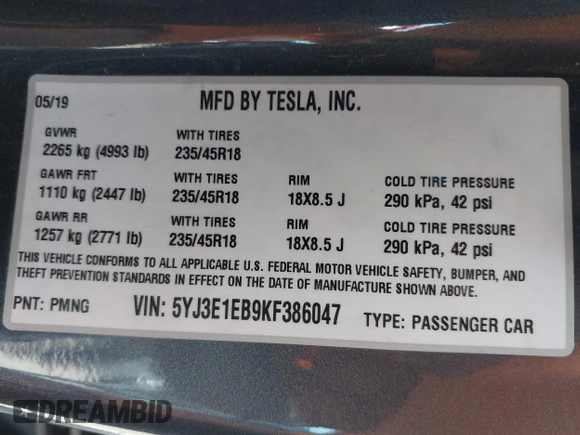 05/19 MFD BY TESLA, INC.
GVWR WITH TIRES
2265 kg (4993 lb) 235/45R18
GAWR FRT WITH TIRES RIM COLD TIRE PRESSURE
1110 kg (2447 lb) 235/45R18 18X8.5 J 290 kPa, 42 psi
GAWR RR WITH TIRES RIM COLD TIRE PRESSURE
1257 kg (2771 lb) 235/45R18 18X8.5 J 290 kPa, 42 psi
THIS VEHICLE CONFORMS TO ALL APPLICABLE U.S. FEDERAL MOTOR VEHICLE SAFETY, BUMPER, AND
THEFT PREVENTION STANDARDS IN EFFECT ON THE DATE OF MANUFACTURE SHOWN ABOVE.
PNT: PMNG VIN: 5YJ3E1EB9KF386047 TYPE: PASSENGER CAR
DREAMBID